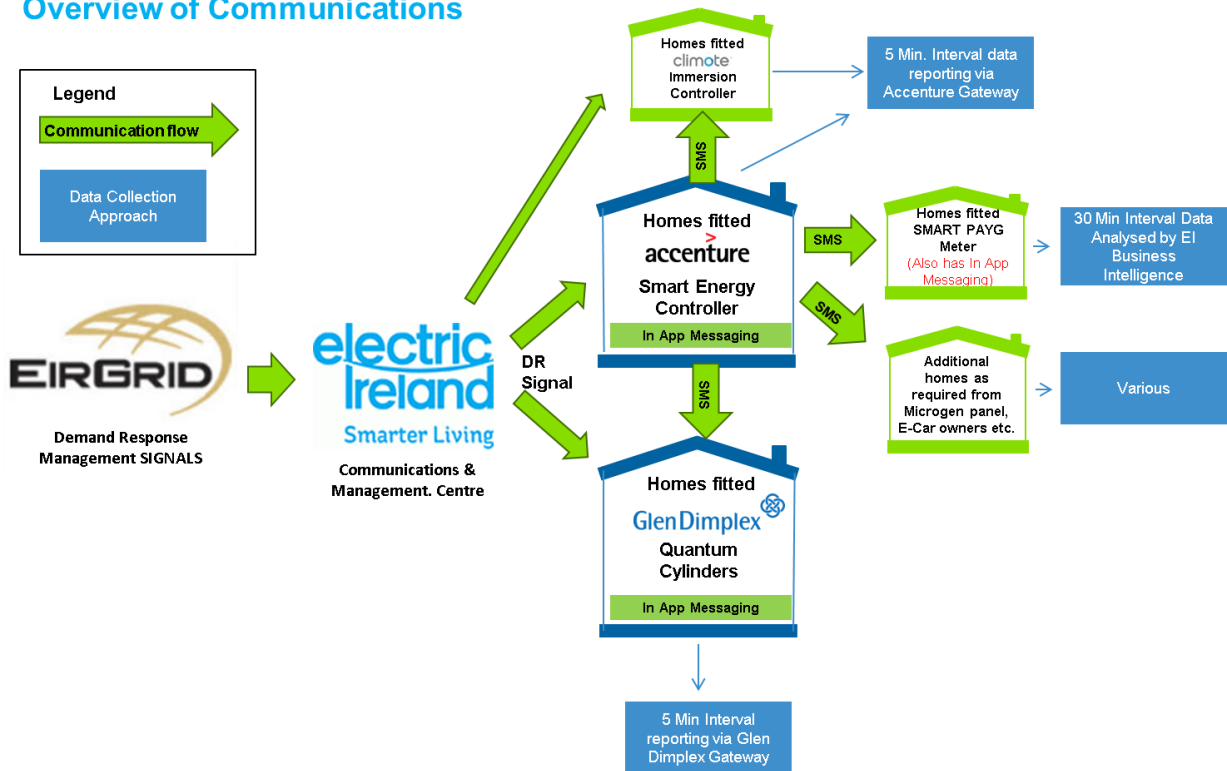 Overview of Communications
Legend
Communication flow
Data Collection
Approach
EIRGRID
Demand Response
Management SIGNALS
electric
Ireland
Smarter Living
Communications &
Management. Centre
DR
Signal
Homes fitted
climote
Immersion
Controller
5 Min. Interval data
reporting via
Accenture Gateway
SMS
Homes fitted
>
accenture
Smart Energy
Controller
In App Messaging
SMS
Homes fitted
SMART PAYG
Meter
(Also has In App
Messaging)
30 Min Interval Data
Analysed by EI
Business
Intelligence
SMS
Additional
homes as
required from
Microgen panel,
E-Car owners etc.
Various
SMS
Homes fitted
Glen Dimplex
Quantum
Cylinders
In App Messaging
5 Min Interval
reporting via Glen
Dimplex Gateway